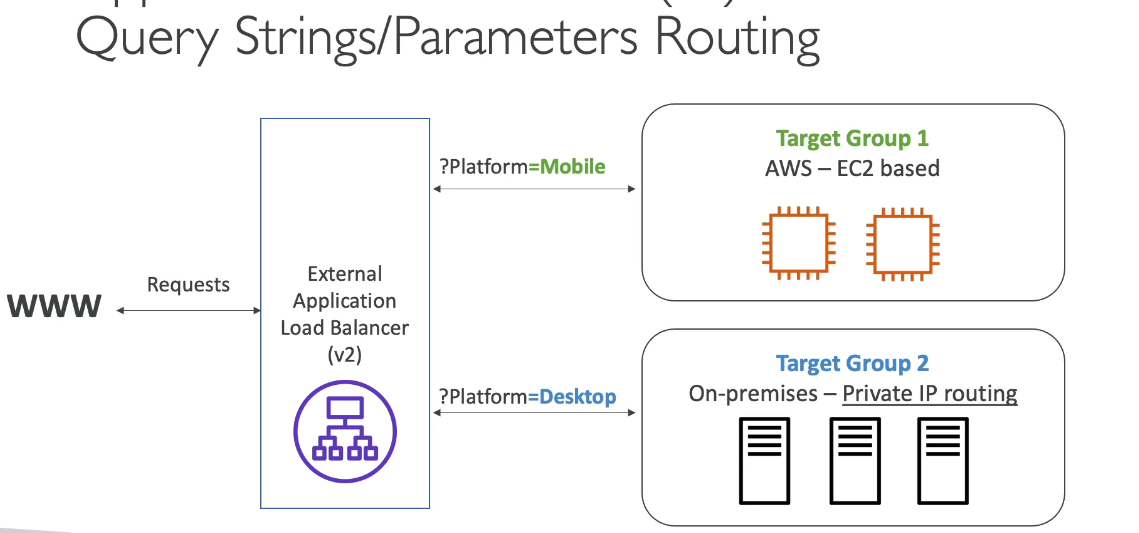 Query Strings/Parameters Routing
WWW
Requests
External
Application
Load Balancer
(v2)
?Platform=Mobile
?Platform=Desktop
Target Group 1
AWS – EC2 based
Target Group 2
On-premises – Private IP routing